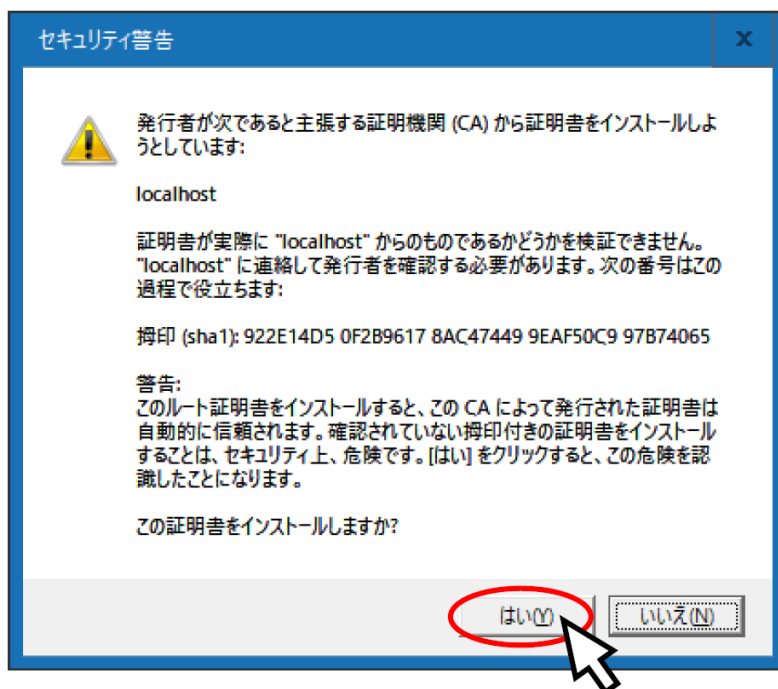 セキュリティ警告
発行者が次であると主張する証明機関 (CA) から証明書をインストールしよ
うとしています:
localhost
証明書が実際に "localhost" からのものであるかどうかを検証できません。
"localhost" に連絡して発行者を確認する必要があります。次の番号はこの
過程で役立ちます:
拇印 (sha1): 922E14D5 0F2B9617 8AC47449 9EAF50C9 97B74065
警告:
このルート証明書をインストールすると、この CA によって発行された証明書は
自動的に信頼されます。確認されていない拇印付きの証明書をインストール
することは、セキュリティ上、危険です。[はい] をクリックすると、この危険を認
識したことになります。
この証明書をインストールしますか?
はい(Y) いいえ(N)